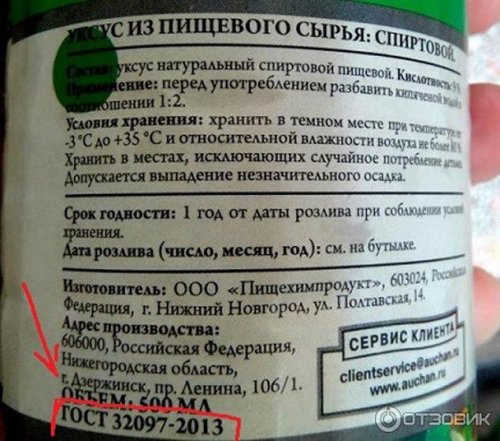 УКСУС ИЗ ПИЩЕВОГО СЫРЬЯ: СПИРТОВОЙ.
Состав: уксус натуральный спиртовой пищевой. Кислотность 9 %
Применение: перед употреблением разбавить кипяченой водой в
соотношении 1:2.
Условия хранения: хранить в темном месте при температуре от
-3 °C до +35 °C и относительной влажности воздуха не более 80 %
Хранить в местах, исключающих случайное потребление детьми.
Допускается выпадение незначительного осадка.
Срок годности: 1 год от даты розлива при соблюдении условий
хранения.
Дата розлива (число, месяц, год): см. на бутылке.
Изготовитель: ООО «Пищехимпродукт», 603024, Российская
Федерация, г. Нижний Новгород, ул. Полтавская, 14.
Адрес производства:
606000, Российская Федерация,
Нижегородская область,
г. Дзержинск, пр. Ленина, 106/1.
ОБЪЕМ: 500 МЛ
ГОСТ 32097-2013
СЕРВИС КЛИЕНТА
clientservice@auchan.ru
www.auchan.ru
ОТЗОВИК